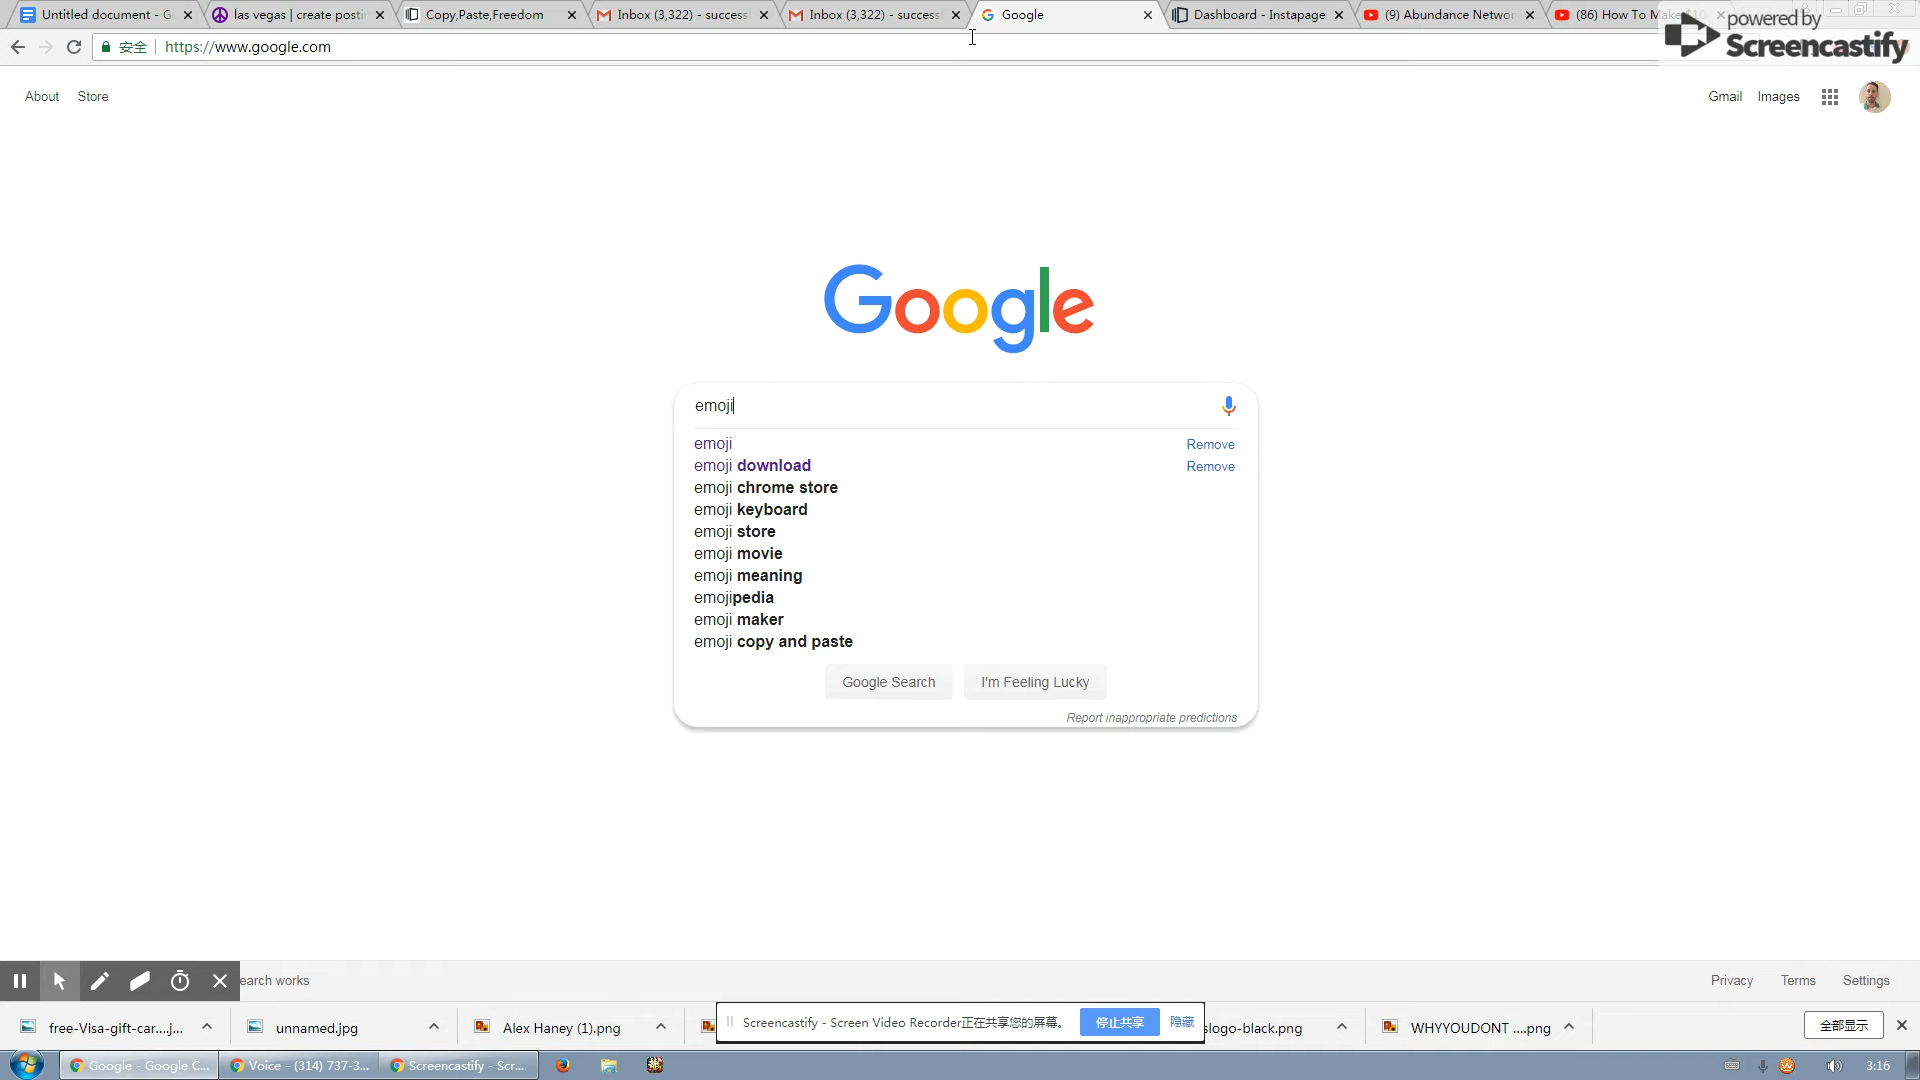 Untitled document - G
las vegas | create posti
Copy,Paste,Freedom
Inbox (3,322) - success
Inbox (3,322) - success
Google
Dashboard - Instapage
(9) Abundance Networ
(86) How To Make $10
powered by
Screencastify
安全 https://www.google.com
About Store
Gmail Images
Google
emoji
emoji Remove
emoji download Remove
emoji chrome store
emoji keyboard
emoji store
emoji movie
emoji meaning
emojipedia
emoji maker
emoji copy and paste
Google Search I'm Feeling Lucky
Report inappropriate predictions
earch works
Privacy Terms Settings
free-Visa-gift-car....j...
unnamed.jpg
Alex Haney (1).png
Screencastify - Screen Video Recorder正在共享您的屏幕。 停止共享 隐藏
slogo-black.png
WHYYOUDONT ....png
全部显示
Google - Google C...
Voice - (314) 737-3...
Screencastify - Scr...
3:16